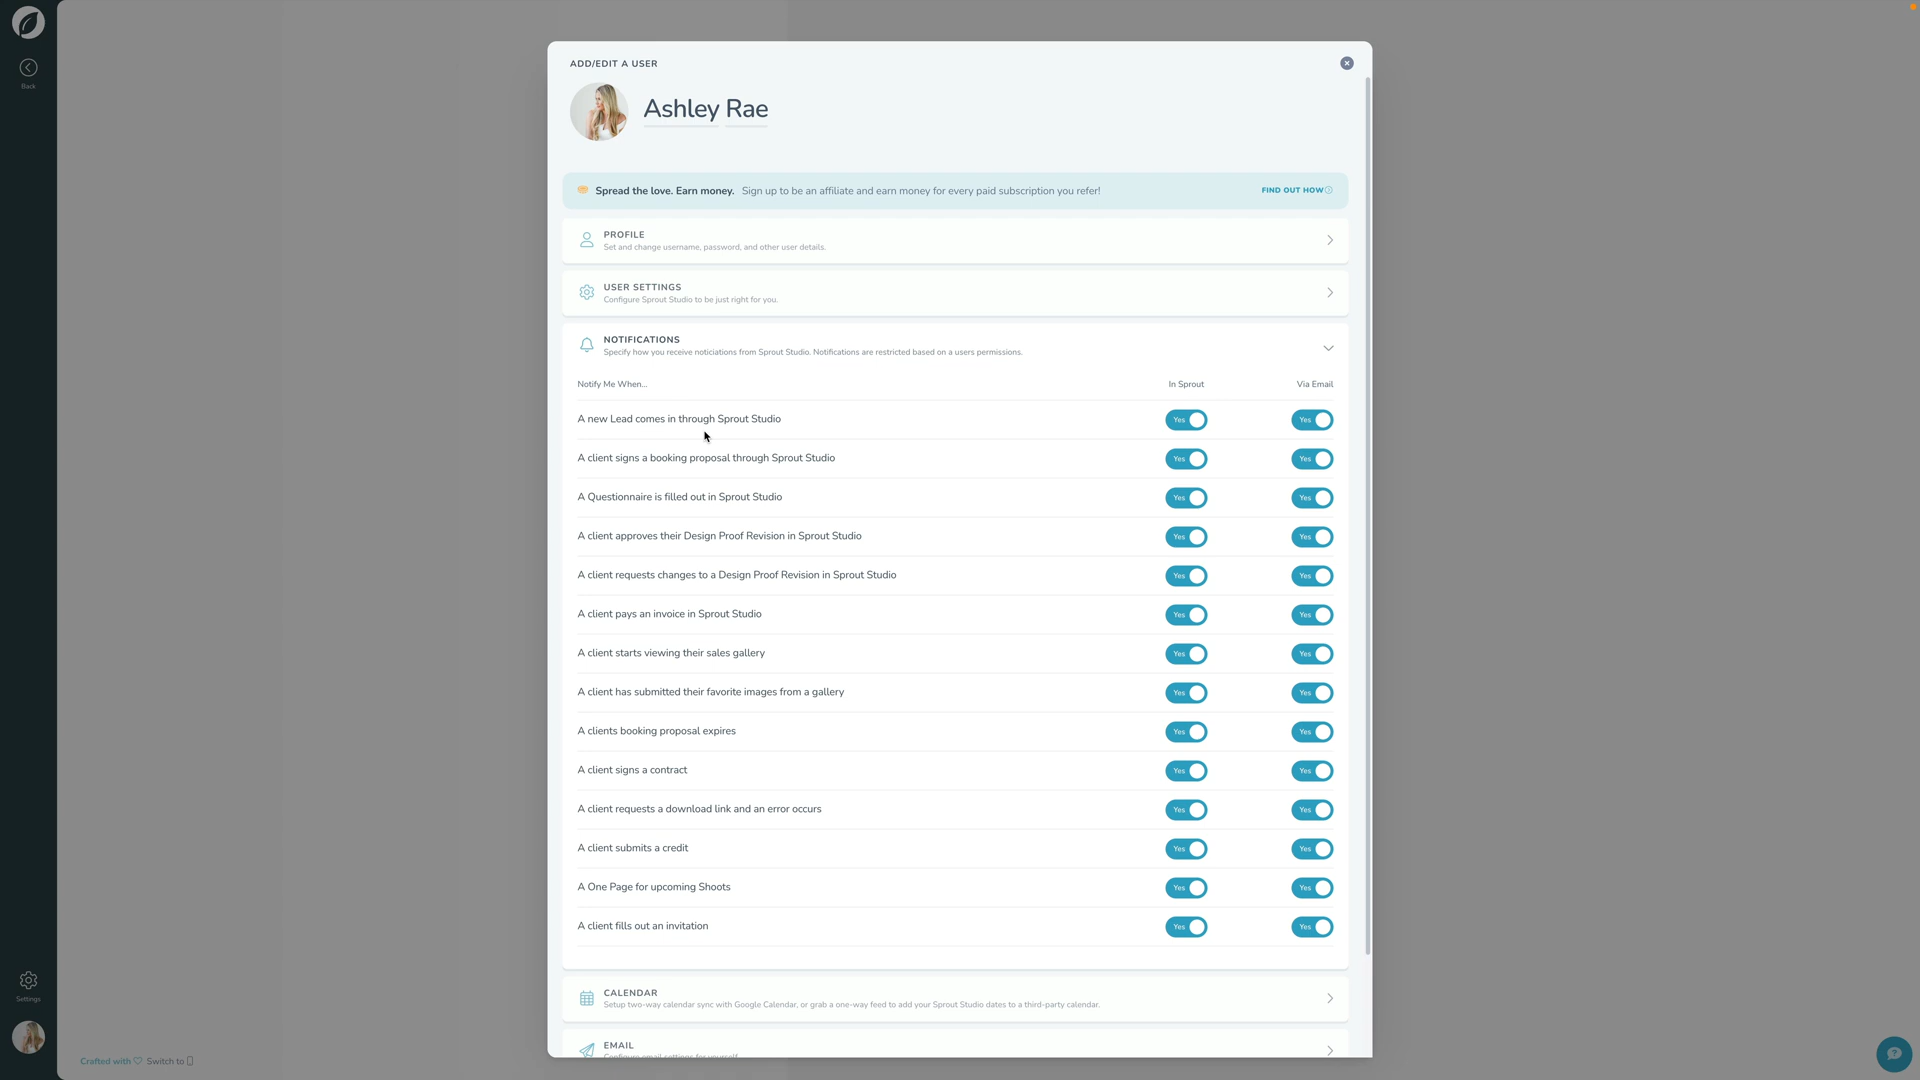 Back
ADD/EDIT A USER
Ashley Rae
Spread the love. Earn money. Sign up to be an affiliate and earn money for every paid subscription you refer! FIND OUT HOW
PROFILE
Set and change username, password, and other user details.
USER SETTINGS
Configure Sprout Studio to be just right for you.
NOTIFICATIONS
Specify how you receive noticiations from Sprout Studio. Notifications are restricted based on a users permissions.
Notify Me When... In Sprout Via Email
A new Lead comes in through Sprout Studio Yes Yes
A client signs a booking proposal through Sprout Studio Yes Yes
A Questionnaire is filled out in Sprout Studio Yes Yes
A client approves their Design Proof Revision in Sprout Studio Yes Yes
A client requests changes to a Design Proof Revision in Sprout Studio Yes Yes
A client pays an invoice in Sprout Studio Yes Yes
A client starts viewing their sales gallery Yes Yes
A client has submitted their favorite images from a gallery Yes Yes
A clients booking proposal expires Yes Yes
A client signs a contract Yes Yes
A client requests a download link and an error occurs Yes Yes
A client submits a credit Yes Yes
A One Page for upcoming Shoots Yes Yes
A client fills out an invitation Yes Yes
CALENDAR
Setup two-way calendar sync with Google Calendar, or grab a one-way feed to add your Sprout Studio dates to a third-party calendar.
EMAIL
Configure email settings for yourself
Settings
Crafted with Switch to